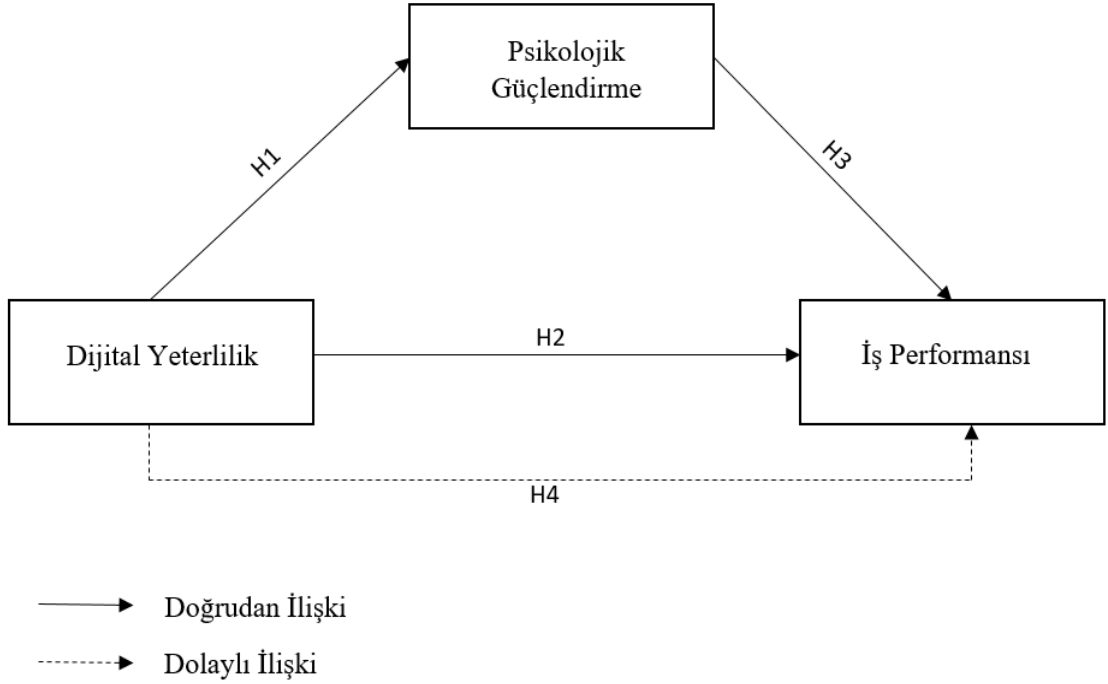 Psikolojik
Güçlendirme
H1
H3
Dijital Yeterlilik
H2
İş Performansı
H4
Doğrudan İlişki
Dolaylı İlişki